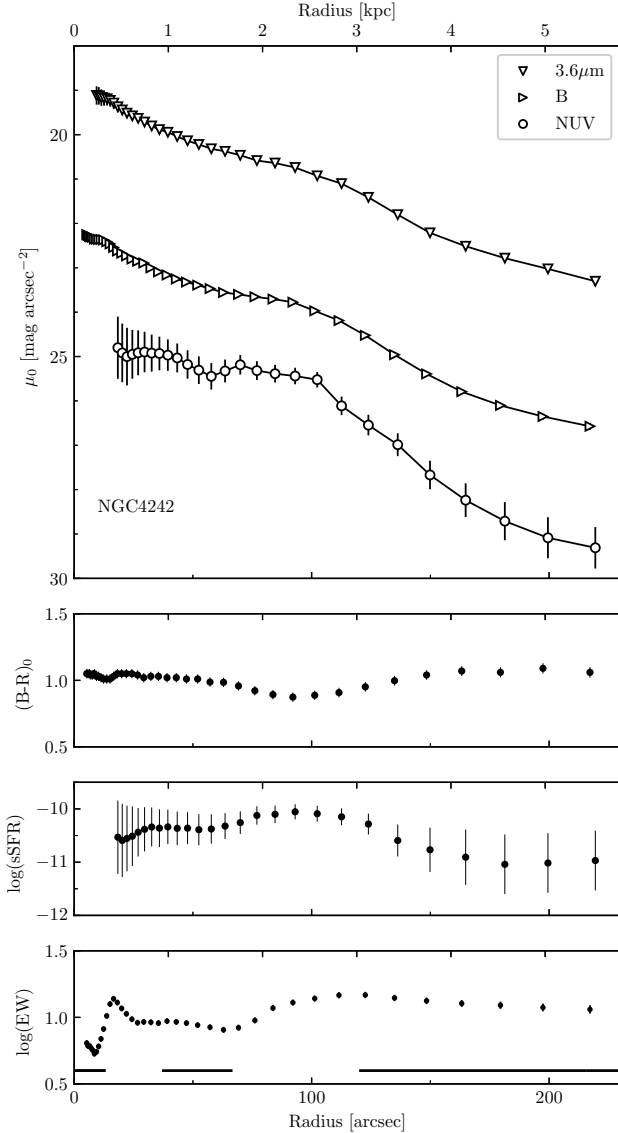 Radius [kpc]
0 1 2 3 4 5
3.6μm
B
NUV
20
25
30
μ₀ [mag arcsec⁻²]
NGC4242
1.5
1.0
0.5
(B-R)₀
−10
−11
−12
log(sSFR)
1.5
1.0
0.5
log(EW)
0 100 200
Radius [arcsec]